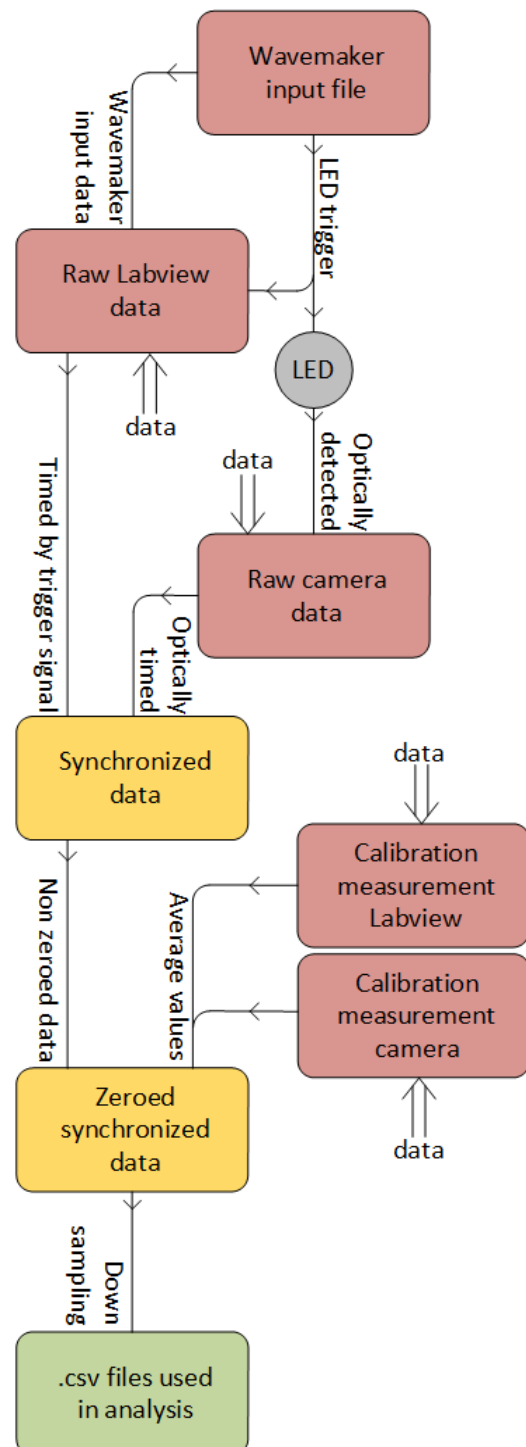 Wavemaker
input file
Wavemaker
input data
LED trigger
Raw Labview
data
LED
data
Optically
detected
data
Raw camera
data
Timed by trigger signal
Optically
timed
Synchronized
data
data
Calibration
measurement
Labview
Non zeroed data
Average values
Calibration
measurement
camera
data
Zeroed
synchronized
data
Down
sampling
.csv files used
in analysis